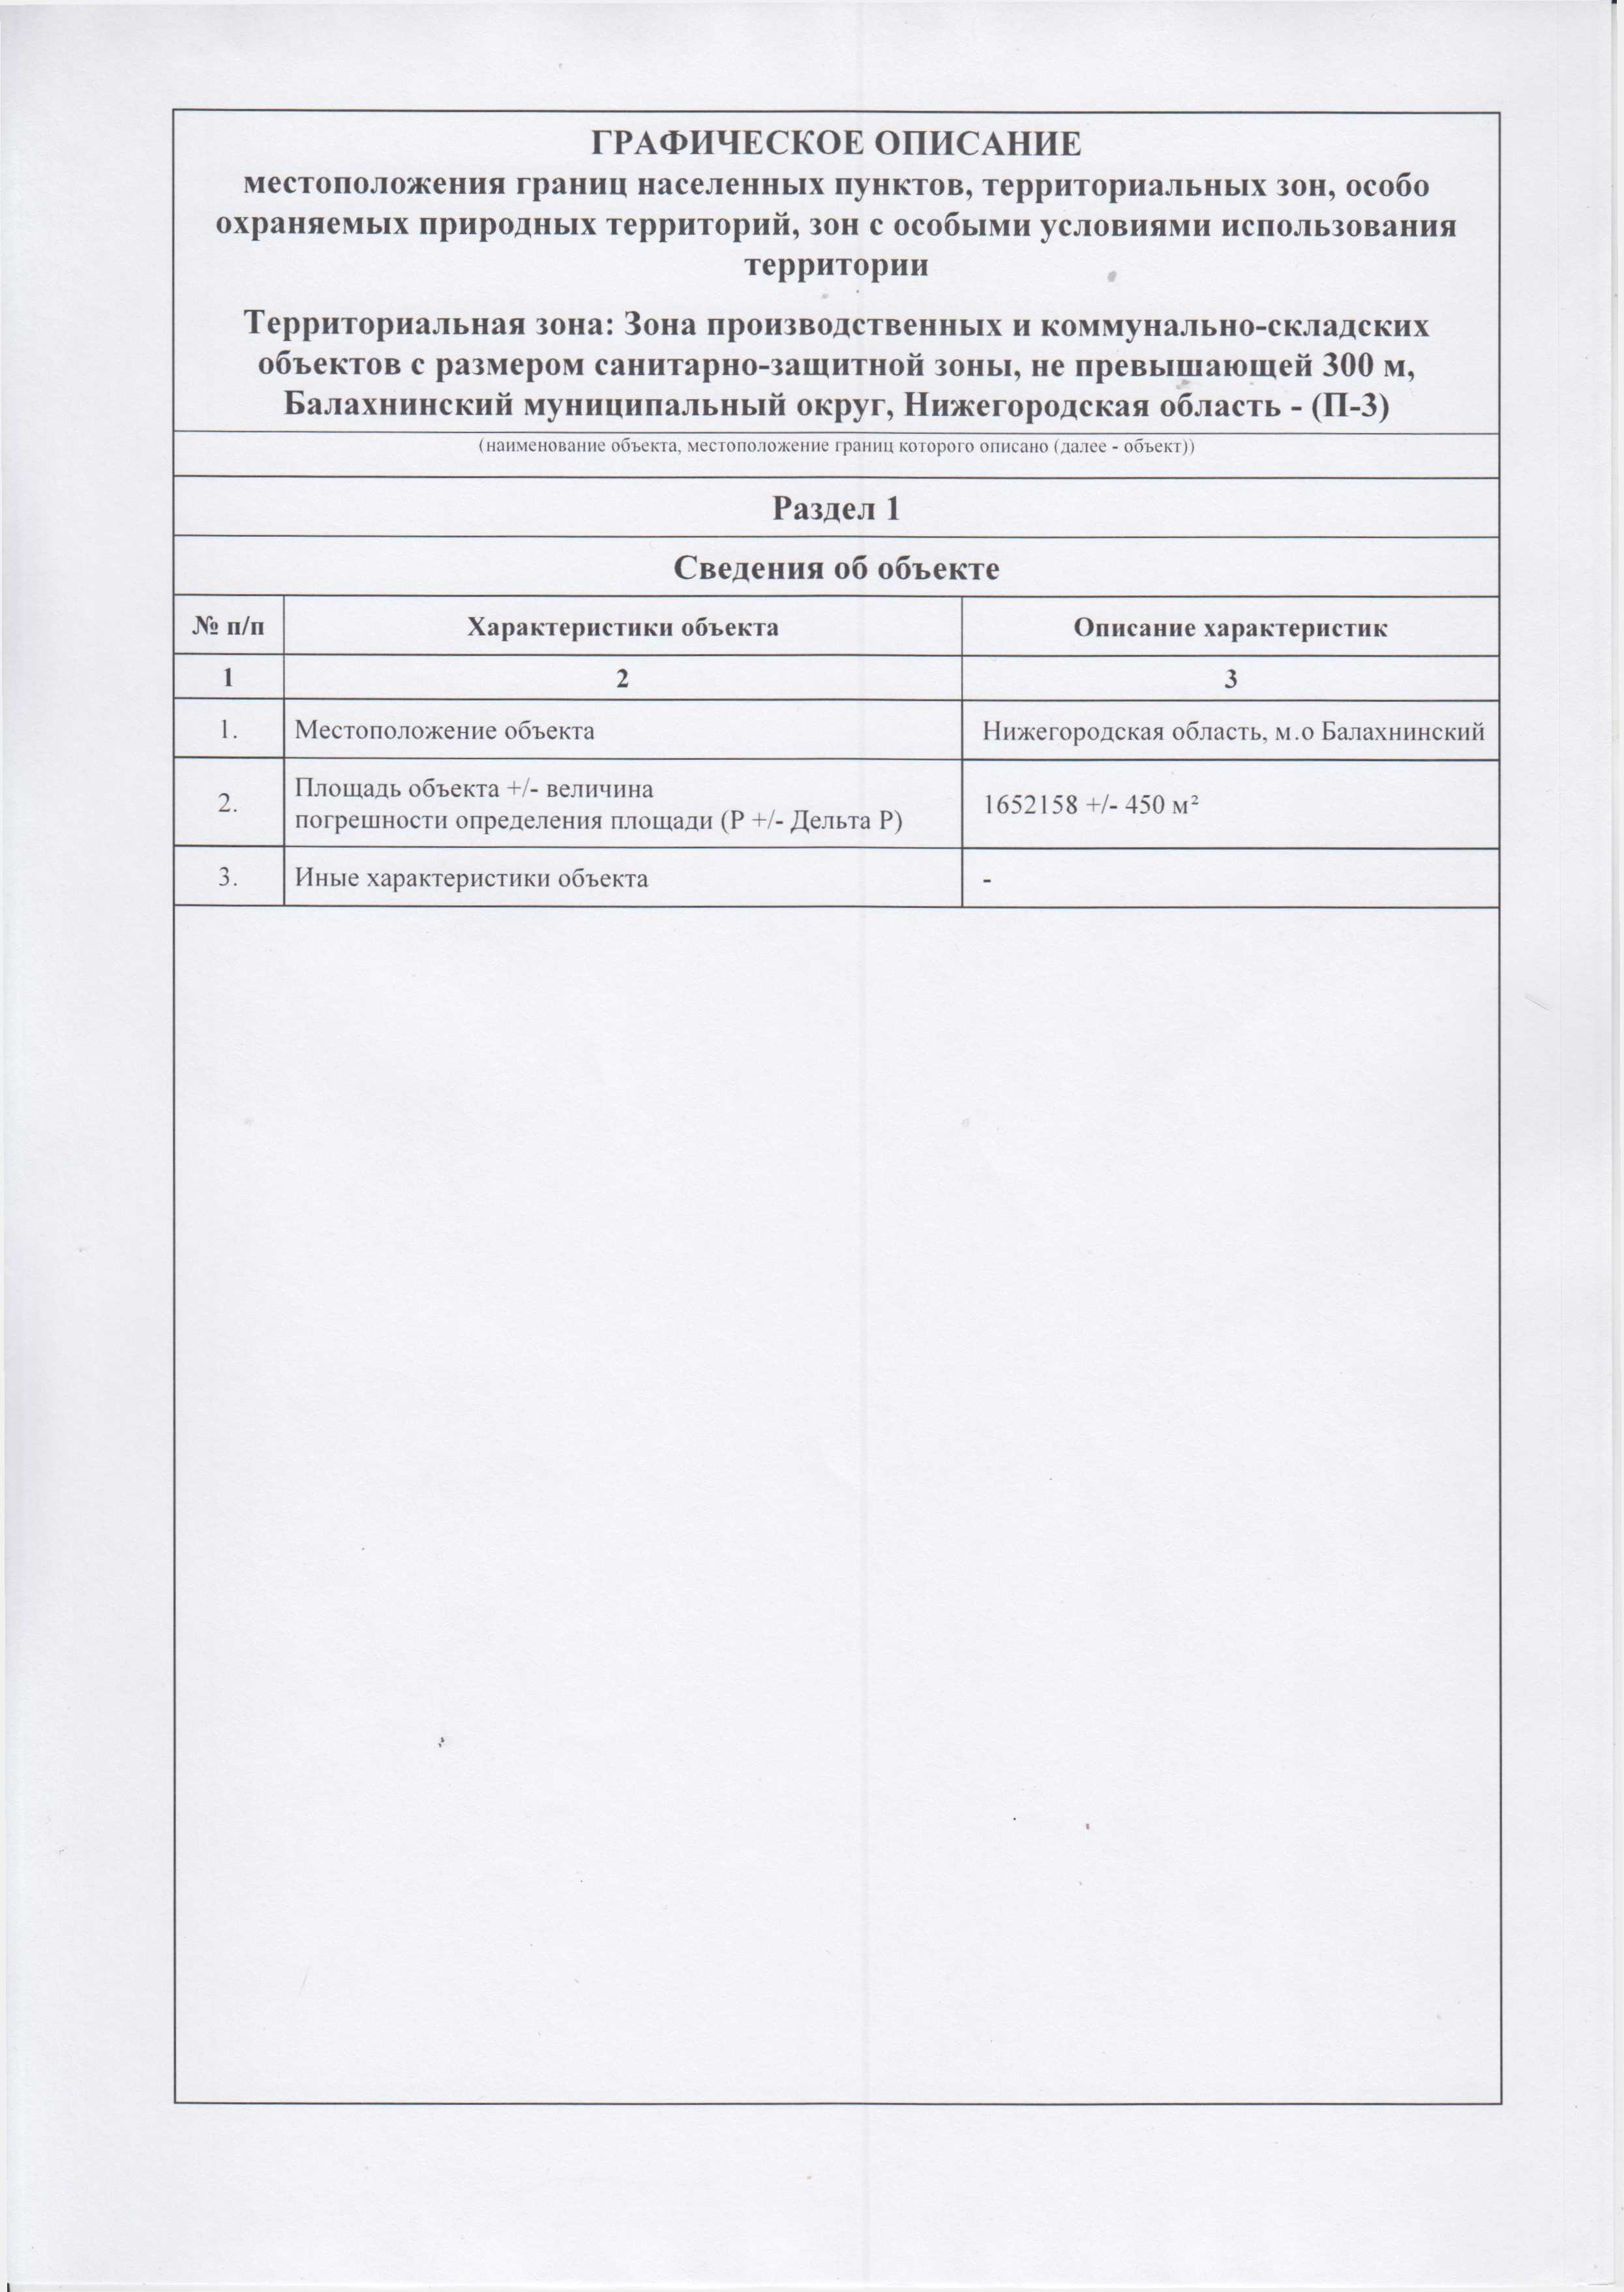 ГРАФИЧЕСКОЕ ОПИСАНИЕ
местоположения границ населенных пунктов, территориальных зон, особо
охраняемых природных территорий, зон с особыми условиями использования
территории
Территориальная зона: Зона производственных и коммунально-складских
объектов с размером санитарно-защитной зоны, не превышающей 300 м,
Балахнинский муниципальный округ, Нижегородская область - (П-3)
(наименование объекта, местоположение границ которого описано (далее - объект))
Раздел 1
Сведения об объекте
№ п/п Характеристики объекта Описание характеристик
1 2 3
1. Местоположение объекта Нижегородская область, м.о Балахнинский
2. Площадь объекта +/- величина
погрешности определения площади (Р +/- Дельта Р) 1652158 +/- 450 м²
3. Иные характеристики объекта -